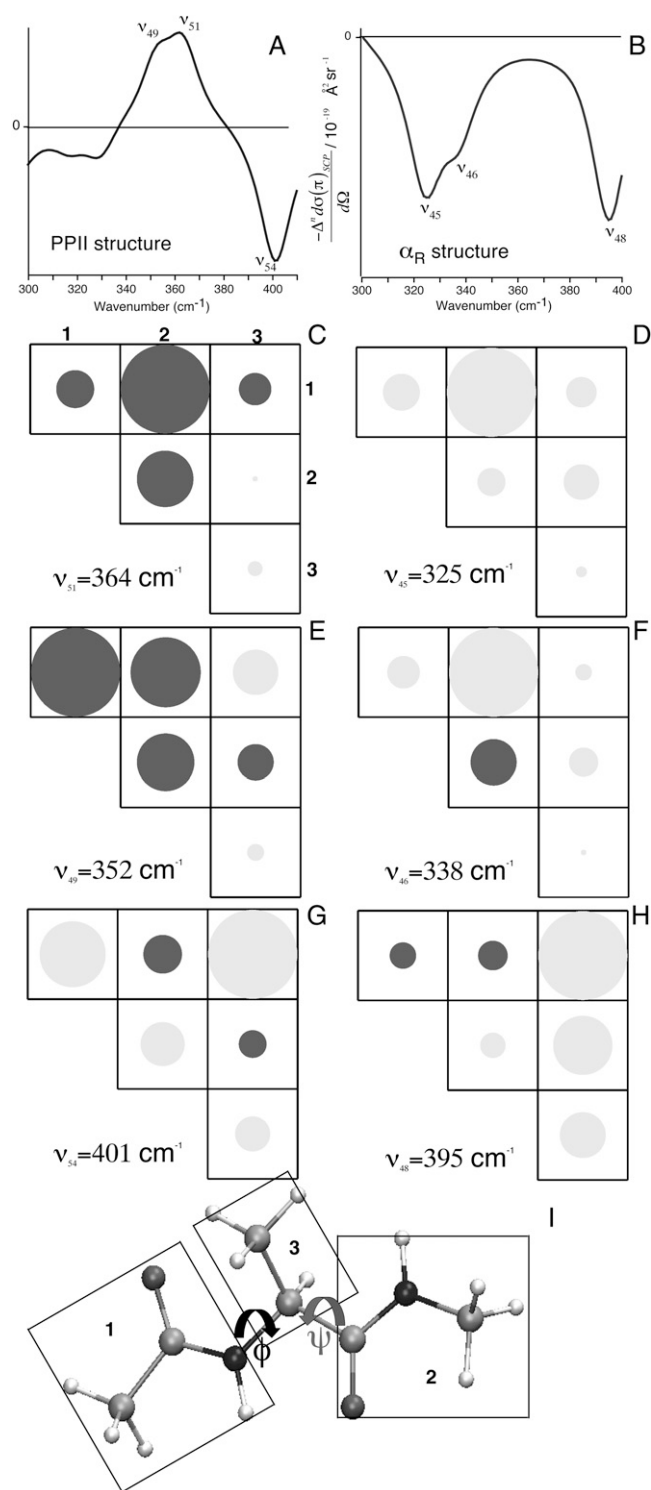 A
ν49
ν51
0
PPII structure
ν54
300 320 340 360 380 400
Wavenumber (cm-1)
B
0
-Δn dσ(π)SCP / dΩ / 10-19 Å2 sr-1
ν46
ν45
αR structure
ν48
300 320 340 360 380 400
Wavenumber (cm-1)
1 2 3 C
1
2
3
ν51=364 cm-1
D
ν45=325 cm-1
E
ν49=352 cm-1
F
ν46=338 cm-1
G
ν54=401 cm-1
H
ν48=395 cm-1
I
1
3
ϕ
ψ
2